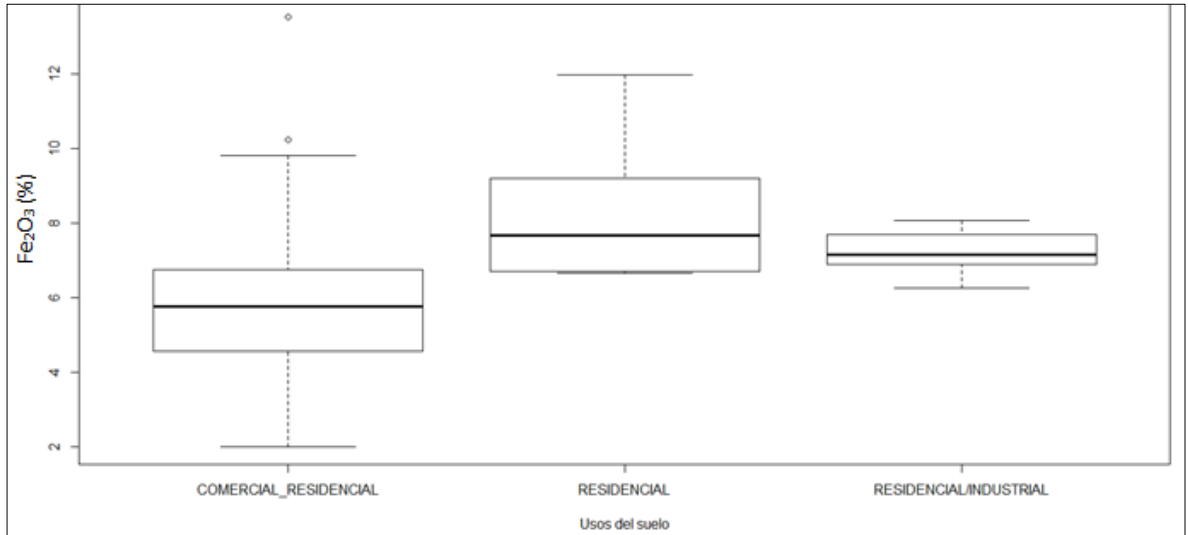 Fe₂O₃ (%)
12
10
8
6
4
2
COMERCIAL_RESIDENCIAL
RESIDENCIAL
RESIDENCIAL/INDUSTRIAL
Usos del suelo